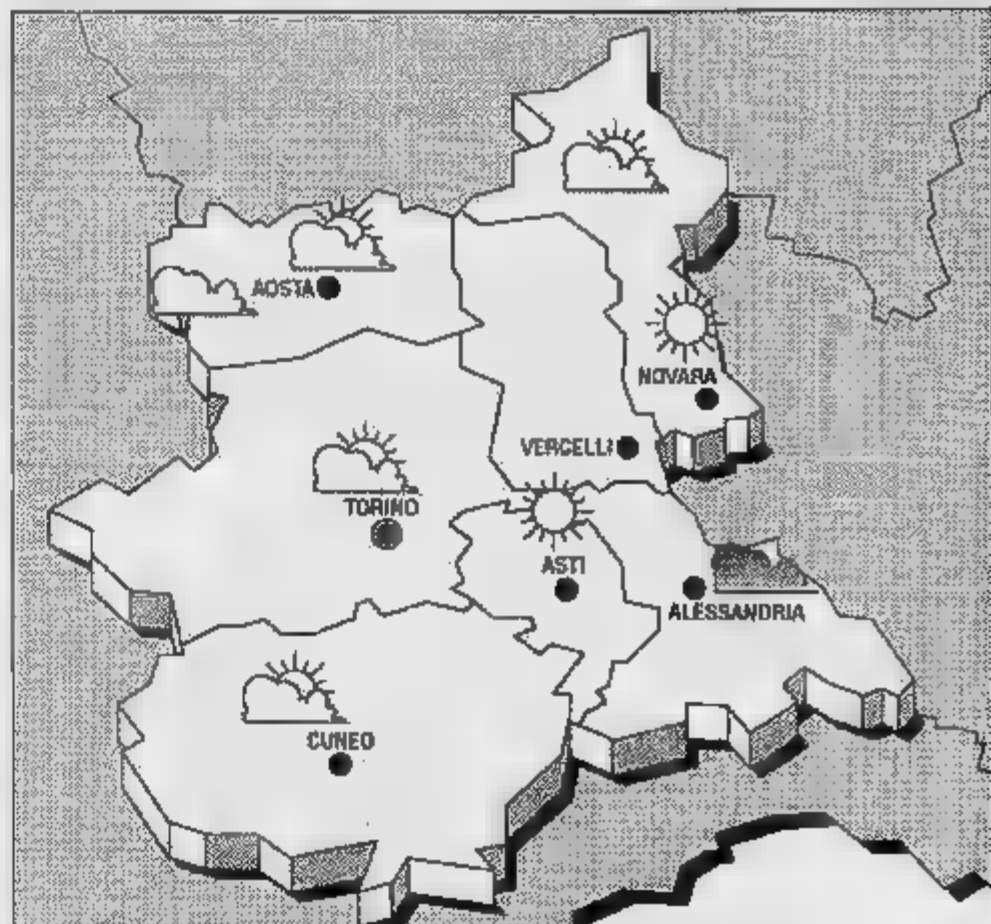 AOSTA
NOVARA
VERCELLI
TORINO
ASTI
ALESSANDRIA
CUNEO